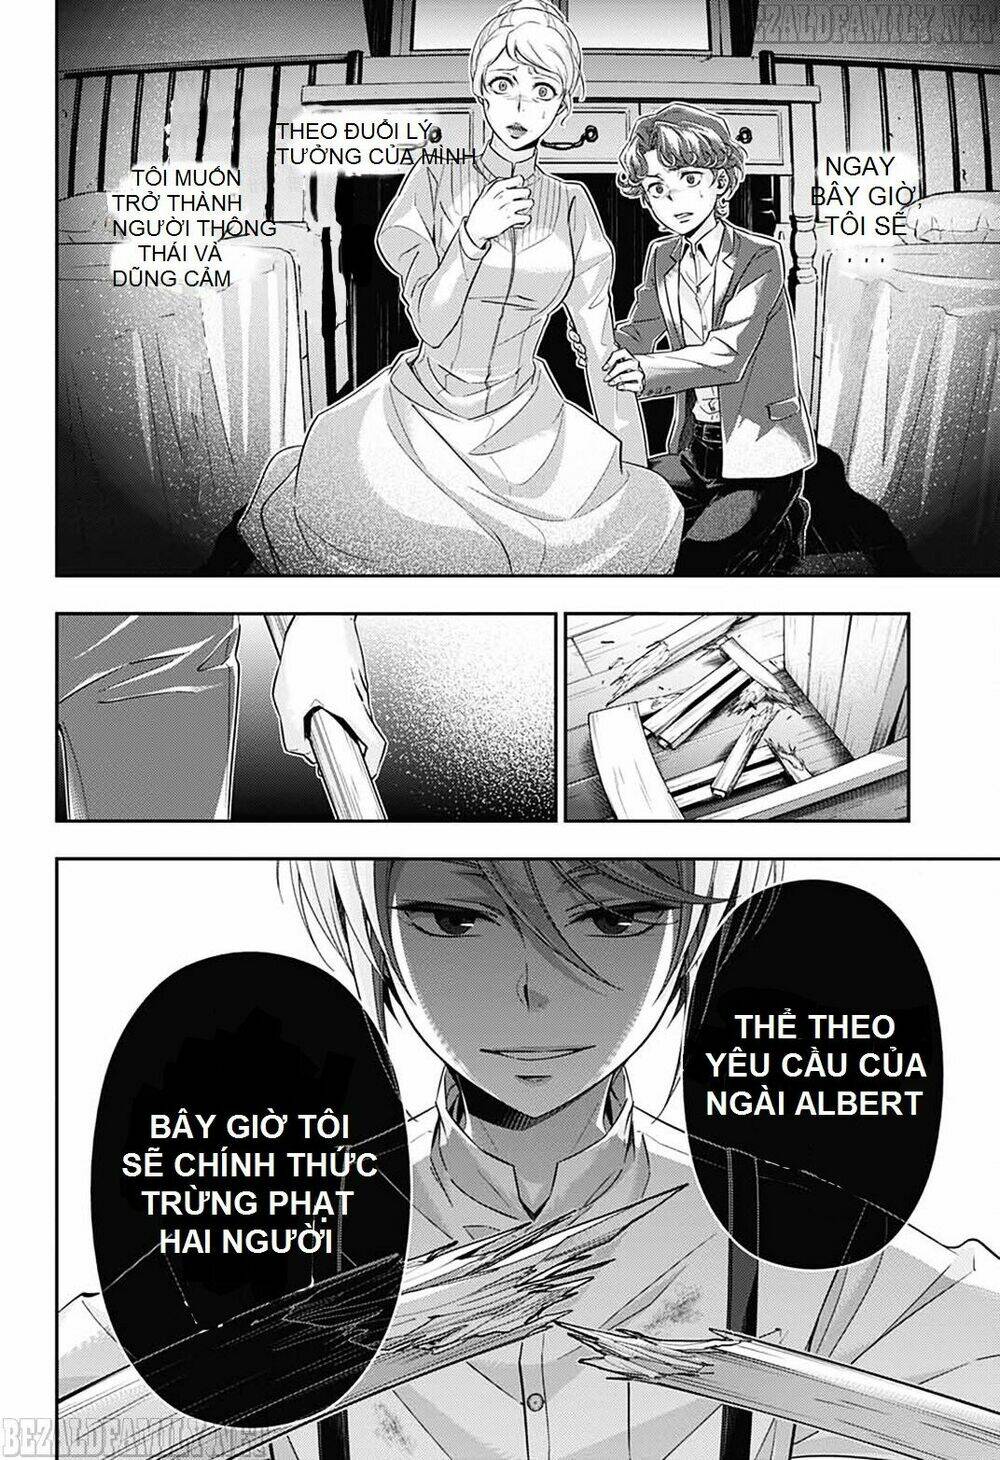 BEZALDFAMILY.NET
NGAY
BÂY GIỜ,
TÔI SẼ
...
THEO ĐUỔI LÝ
TƯỞNG CỦA MÌNH
TÔI MUỐN
TRỞ THÀNH
NGƯỜI THÔNG
THÁI VÀ
DŨNG CẢM
THỂ THEO
YÊU CẦU CỦA
NGÀI ALBERT
BÂY GIỜ TÔI
SẼ CHÍNH THỨC
TRỪNG PHẠT
HAI NGƯỜI
BEZALDFAMILY.NET